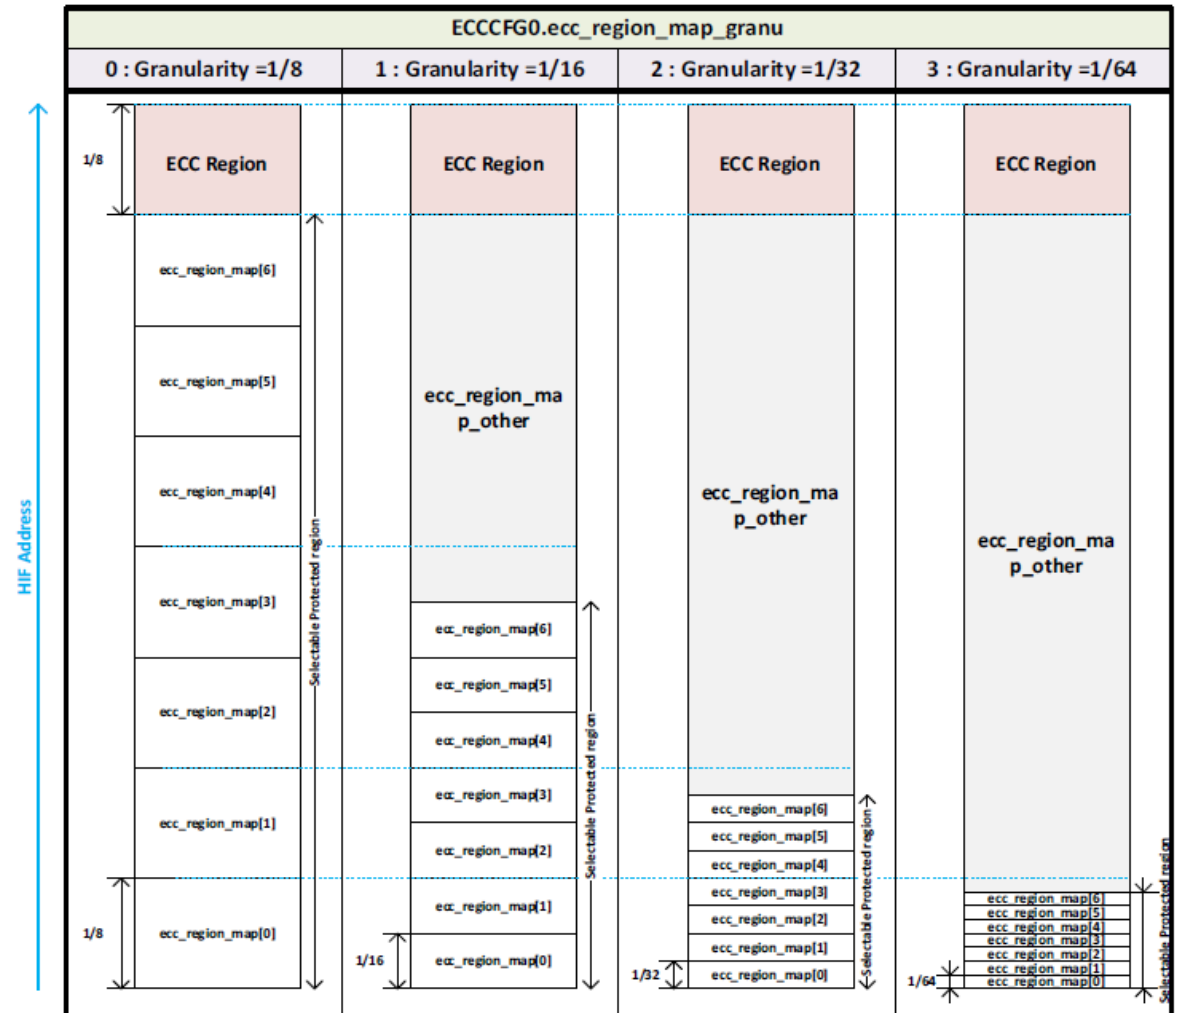 ECCCFG0.ecc_region_map_granu
0 : Granularity =1/8
1 : Granularity =1/16
2 : Granularity =1/32
3 : Granularity =1/64
HIF Address
1/8
ECC Region
ecc_region_map[6]
ecc_region_map[5]
ecc_region_map[4]
ecc_region_map[3]
ecc_region_map[2]
ecc_region_map[1]
1/8
ecc_region_map[0]
Selectable Protected region
ECC Region
ecc_region_ma
p_other
ecc_region_map[6]
ecc_region_map[5]
ecc_region_map[4]
ecc_region_map[3]
ecc_region_map[2]
ecc_region_map[1]
1/16
ecc_region_map[0]
Selectable Protected region
ECC Region
ecc_region_ma
p_other
ecc_region_map[6]
ecc_region_map[5]
ecc_region_map[4]
ecc_region_map[3]
ecc_region_map[2]
ecc_region_map[1]
1/32
ecc_region_map[0]
Selectable Protected region
ECC Region
ecc_region_ma
p_other
ecc_region_map[6]
ecc_region_map[5]
ecc_region_map[4]
ecc_region_map[3]
ecc_region_map[2]
ecc_region_map[1]
1/64
ecc_region_map[0]
Selectable Protected region